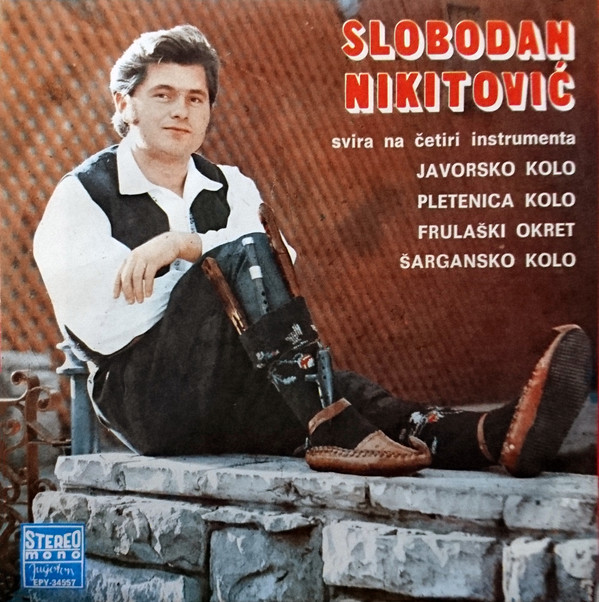 SLOBODAN
NIKITOVIĆ
svira na četiri instrumenta
JAVORSKO KOLO
PLETENICA KOLO
FRULAŠKI OKRET
ŠARGANSKO KOLO
STEREO
mono
Jugoton
EPY-34557